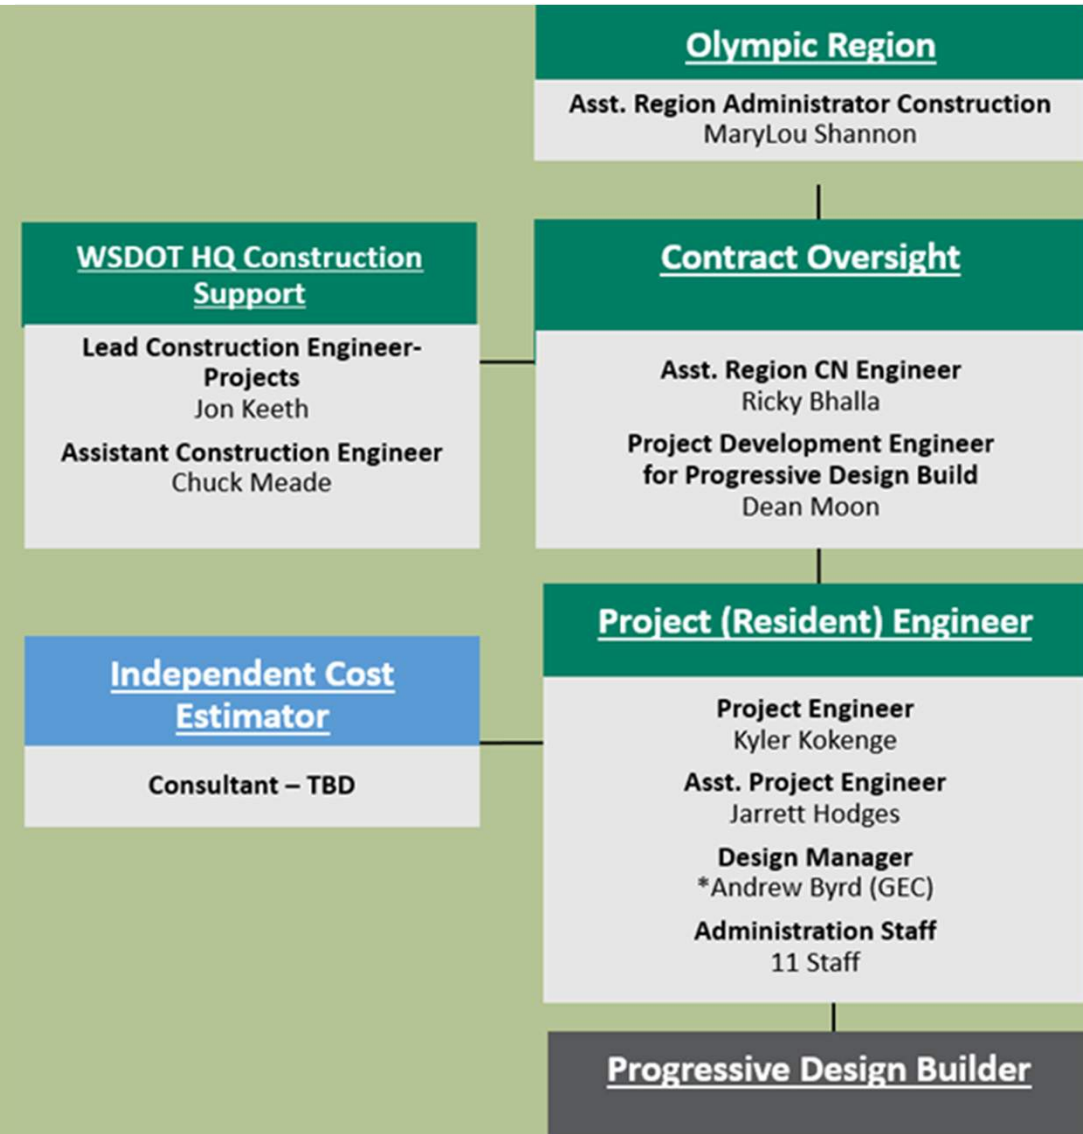 Olympic Region
Asst. Region Administrator Construction
MaryLou Shannon
WSDOT HQ Construction
Support
Lead Construction Engineer-
Projects
Jon Keeth
Assistant Construction Engineer
Chuck Meade
Contract Oversight
Asst. Region CN Engineer
Ricky Bhalla
Project Development Engineer
for Progressive Design Build
Dean Moon
Independent Cost
Estimator
Consultant – TBD
Project (Resident) Engineer
Project Engineer
Kyler Kokenge
Asst. Project Engineer
Jarrett Hodges
Design Manager
*Andrew Byrd (GEC)
Administration Staff
11 Staff
Progressive Design Builder